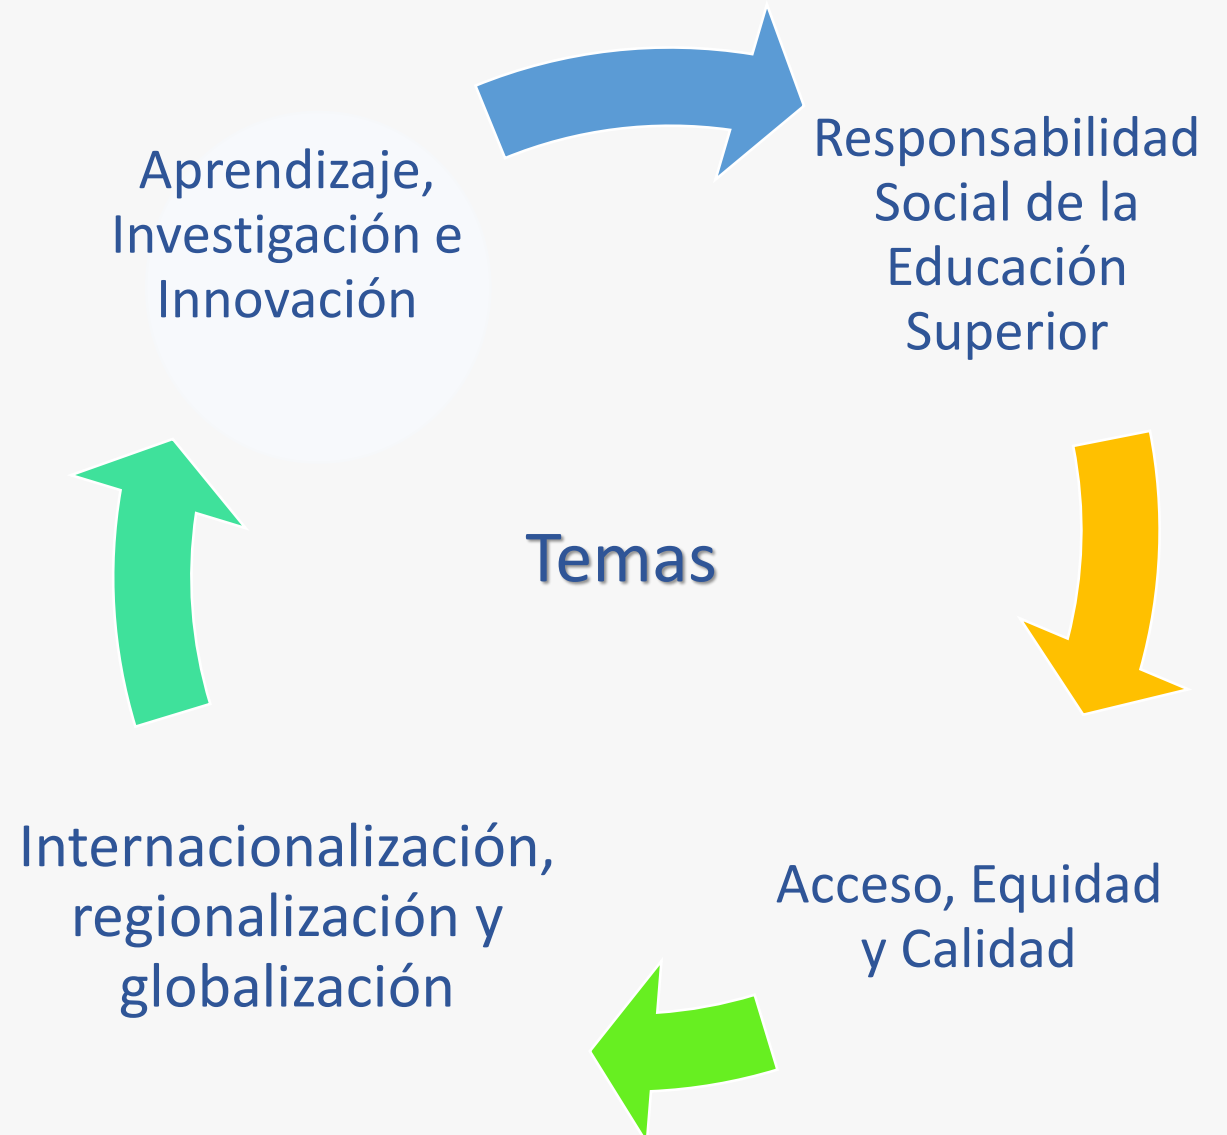 Aprendizaje,
Investigación e
Innovación
Responsabilidad
Social de la
Educación
Superior
Temas
Internacionalización,
regionalización y
globalización
Acceso, Equidad
y Calidad